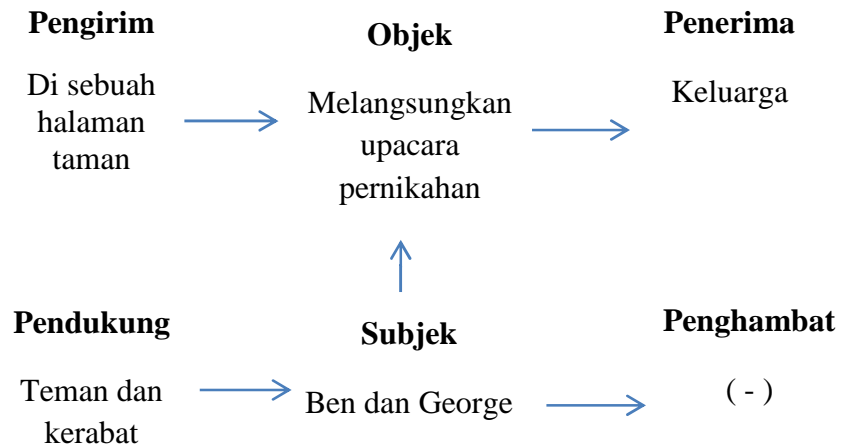 Pengirim
Di sebuah
halaman
taman
Objek
Melangsungkan
upacara
pernikahan
Penerima
Keluarga
Pendukung
Teman dan
kerabat
Subjek
Ben dan George
Penghambat
( - )